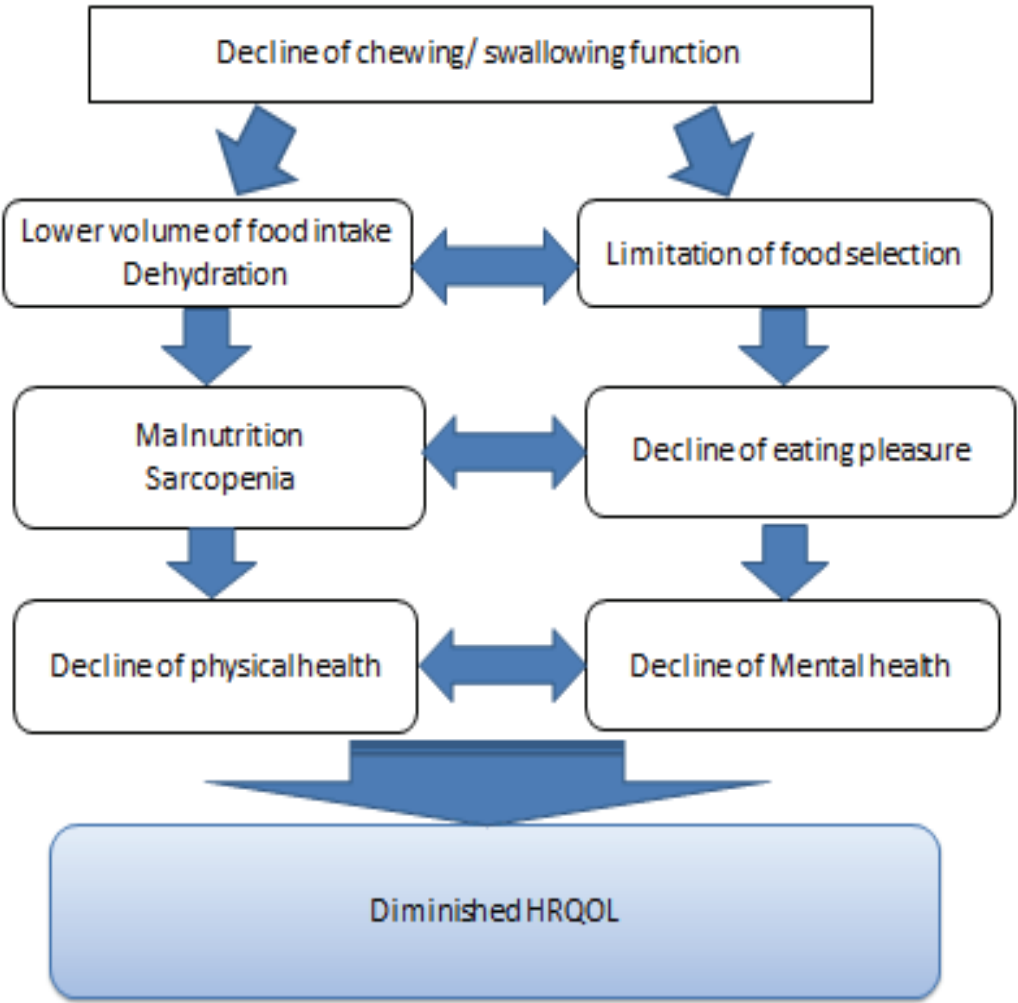 Decline of chewing/ swallowing function
Lower volume of food intake
Dehydration
Limitation of food selection
Malnutrition
Sarcopenia
Decline of eating pleasure
Decline of physical health
Decline of Mental health
Diminished HRQOL